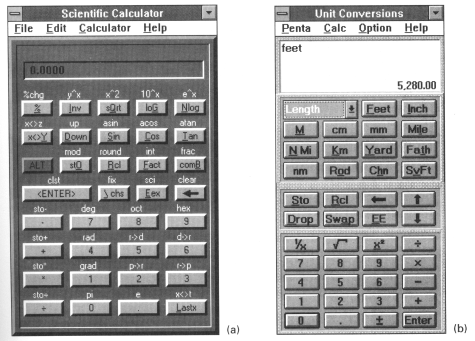 Scientific Calculator
File Edit Calculator Help
0.0000
%chg y^x x^2 10^x e^x
% Inv sQrt loG Nlog
x<>z up asin acos atan
x<>Y Down Sin Cos Tan
mod round int frac
ALT stO Rcl Fact comB
clst fix sci clear
<ENTER> \ chs Eex ←
sto- deg oct hex
- 7 8 9
sto+ rad r->d d->r
+ 4 5 6
sto* grad p->r r->p
* 1 2 3
sto÷ pi e x<>t
÷ 0 . Lastx
(a)
Unit Conversions
Penta Calc Option Help
feet
5,280.00
Length Feet Inch
M cm mm Mile
N Mi Km Yard Fath
nm Rod Chn SvFt
Sto Rcl ← ↑
Drop Swap EE ↓
¹/x √ x² ÷
7 8 9 ×
4 5 6 −
1 2 3 +
0 . ± Enter
(b)